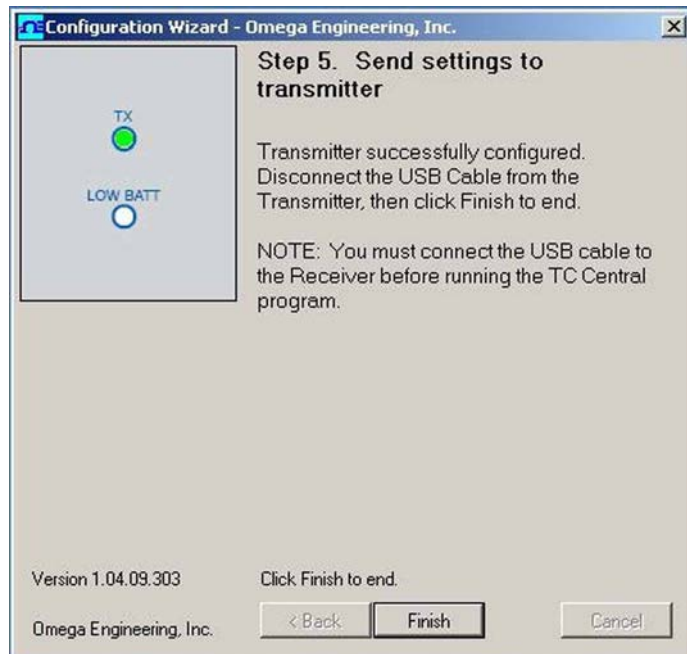 Configuration Wizard - Omega Engineering, Inc.
Step 5. Send settings to
transmitter
TX
LOW BATT
Transmitter successfully configured.
Disconnect the USB Cable from the
Transmitter, then click Finish to end.
NOTE: You must connect the USB cable to
the Receiver before running the TC Central
program.
Version 1.04.09.303
Click Finish to end.
Omega Engineering, Inc.
< Back
Finish
Cancel